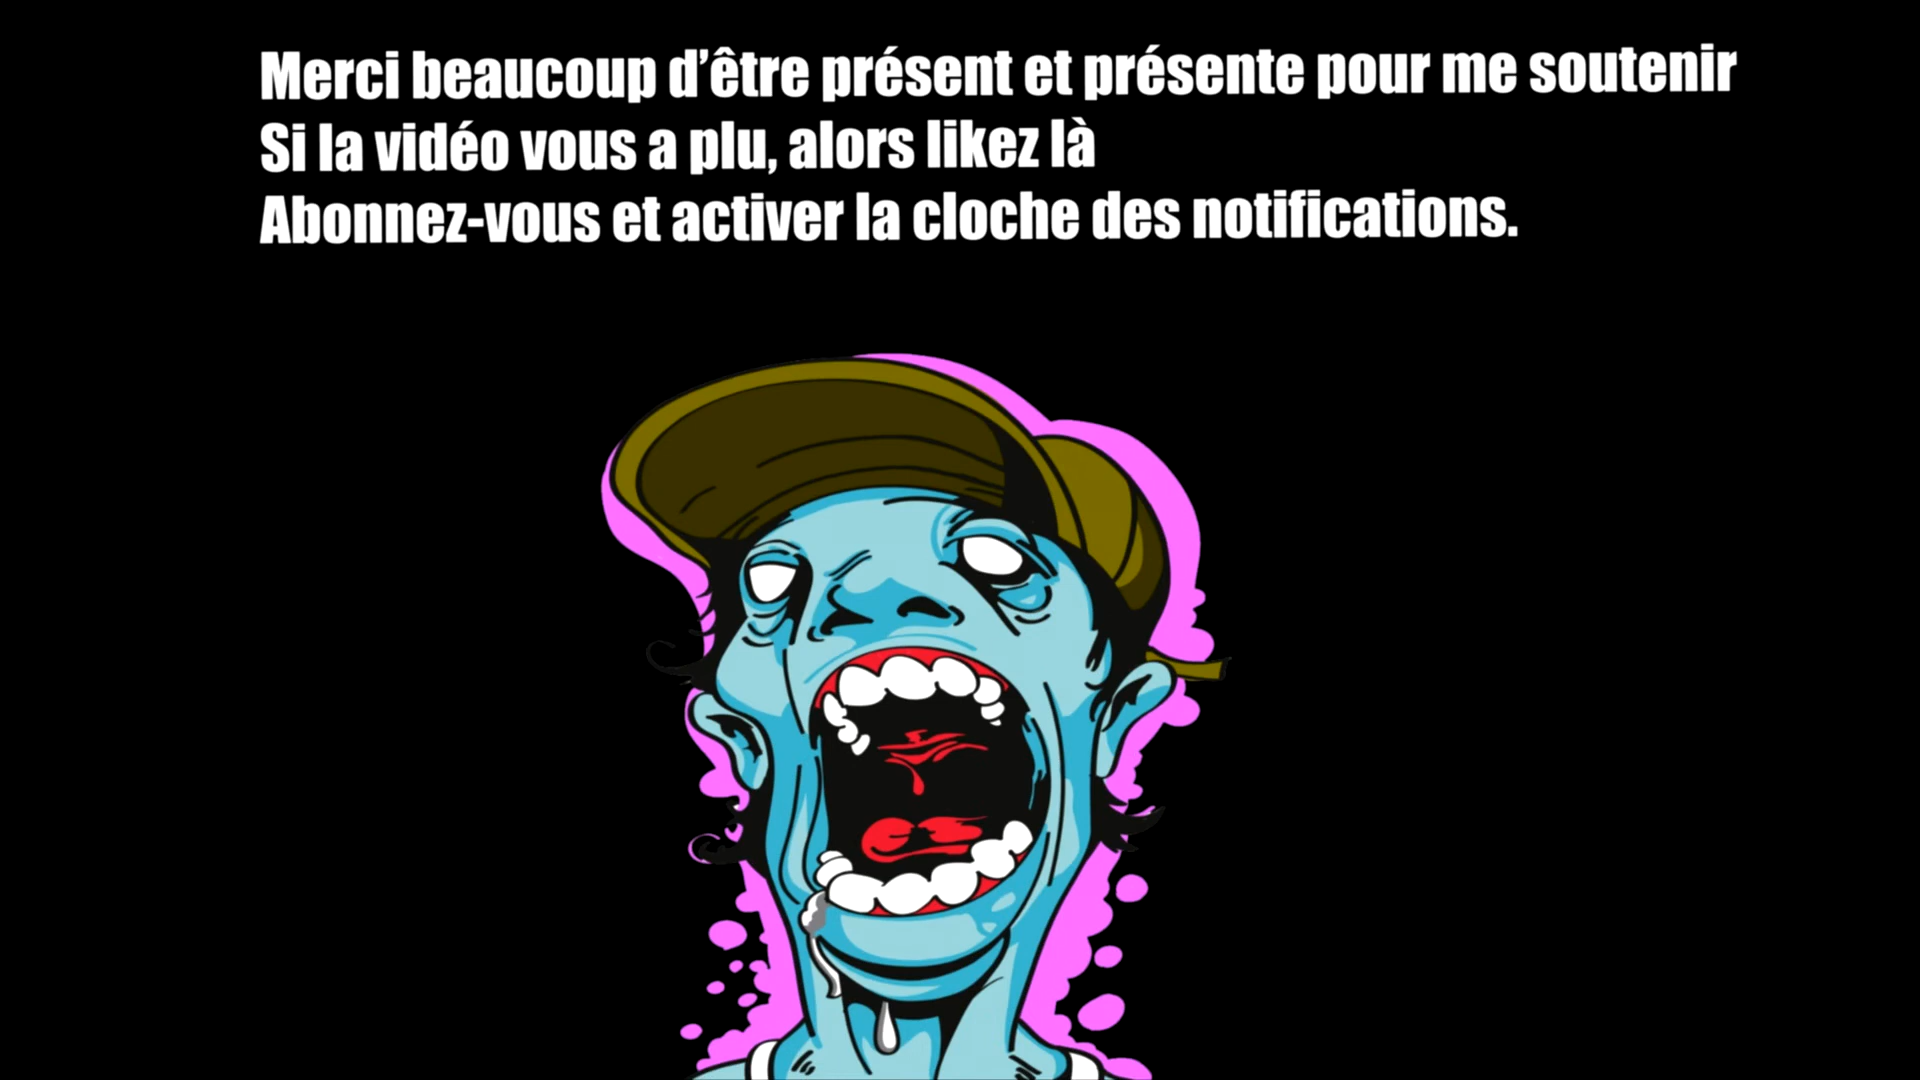 Merci beaucoup d’être présent et présente pour me soutenir
Si la vidéo vous a plu, alors likez là
Abonnez-vous et activer la cloche des notifications.